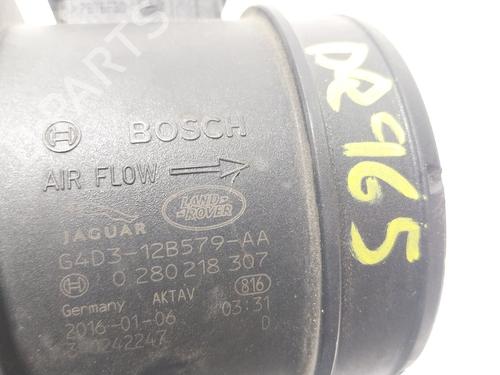 BOSCH
AIR FLOW
LAND-
ROVER
JAGUAR
G4D3-12B579-AA
0 280 218 307
816
Germany AKTAV 03:31
2016-01-06 D
DR965
PARTS